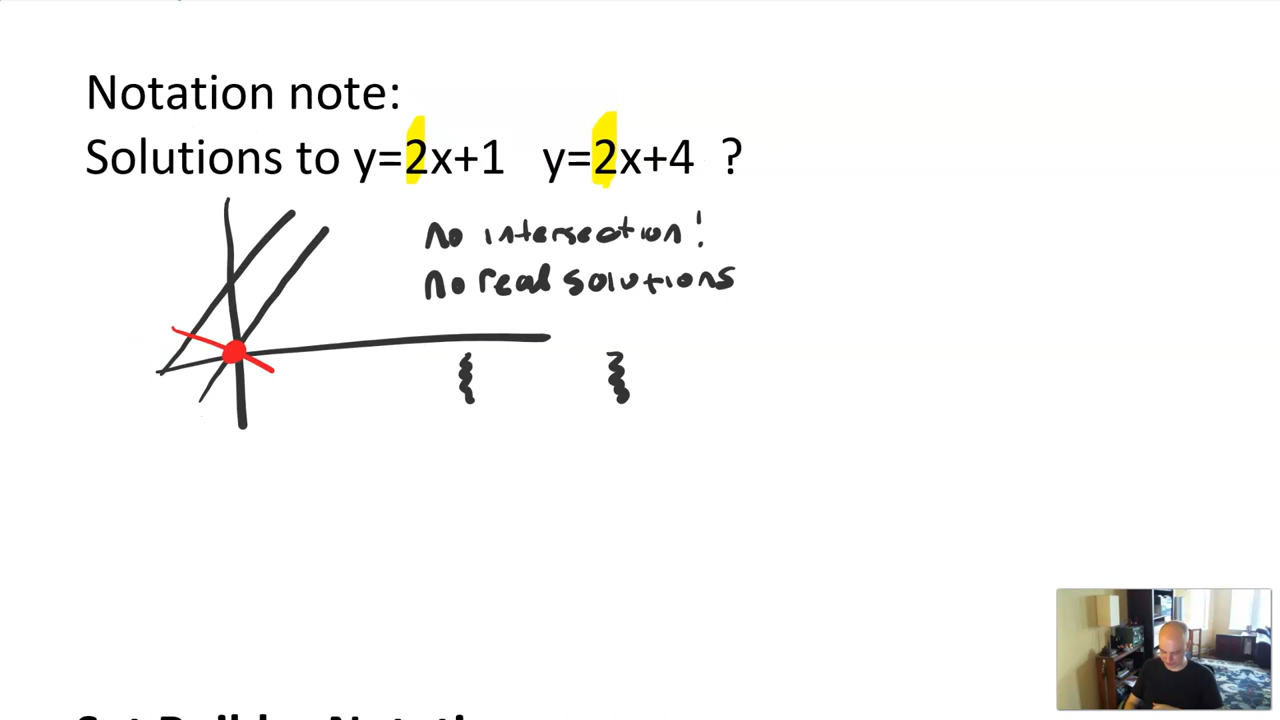 Notation note:
Solutions to y=2x+1 y=2x+4 ?
no intersection!
no real solutions
{ }